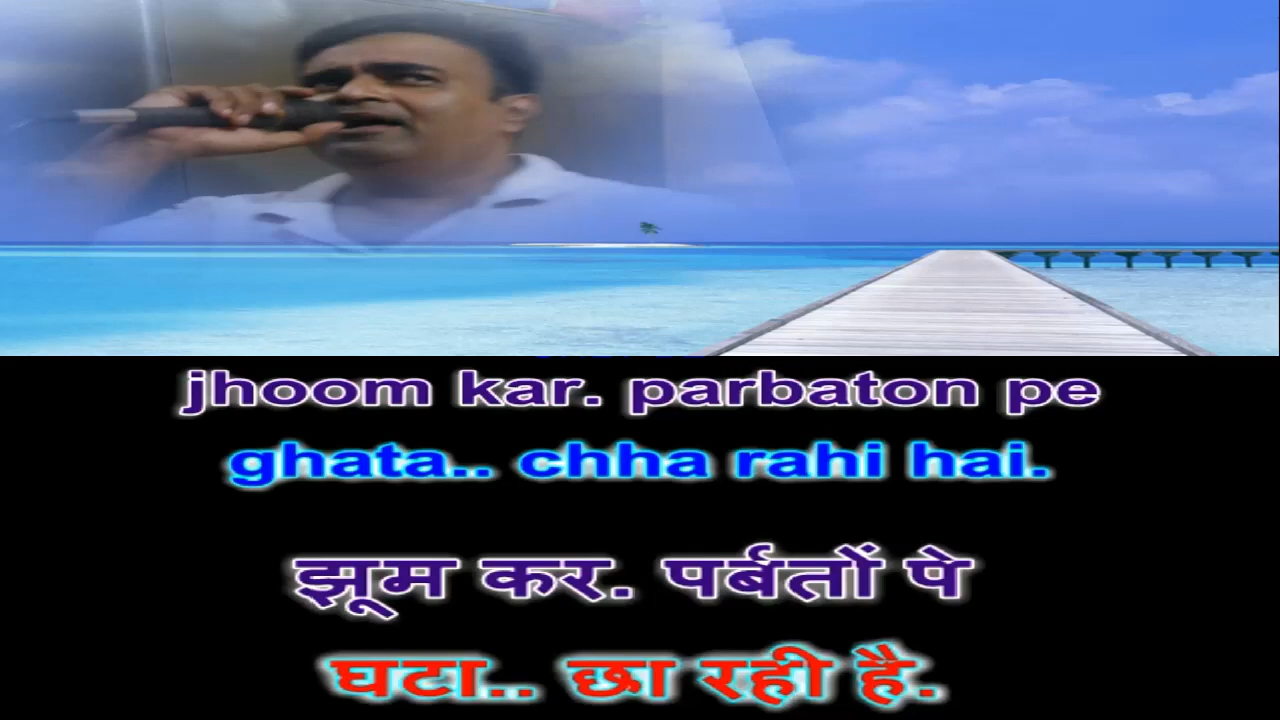 jhoom kar. parbaton pe
ghata.. chha rahi hai.
झूम कर. पर्बतों पे
घटा.. छा रही है.